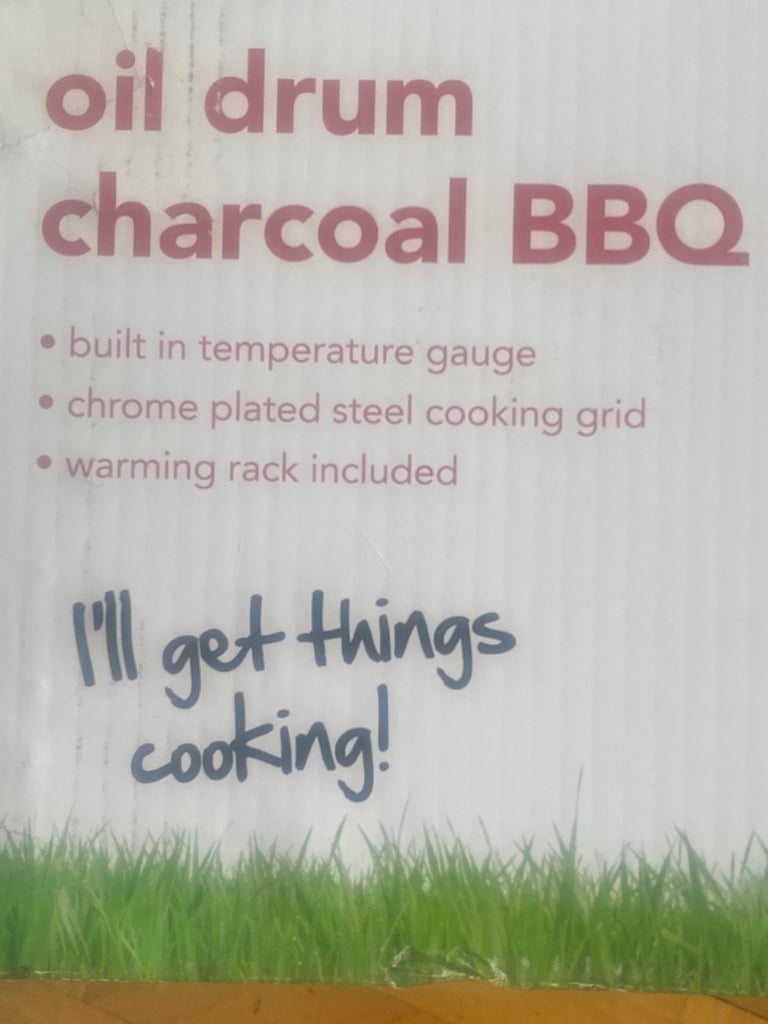 oil drum
charcoal BBQ
• built in temperature gauge
• chrome plated steel cooking grid
• warming rack included
I'll get things
cooking!